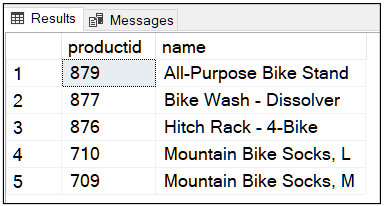 Results Messages
productid name
1 879 All-Purpose Bike Stand
2 877 Bike Wash - Dissolver
3 876 Hitch Rack - 4-Bike
4 710 Mountain Bike Socks, L
5 709 Mountain Bike Socks, M